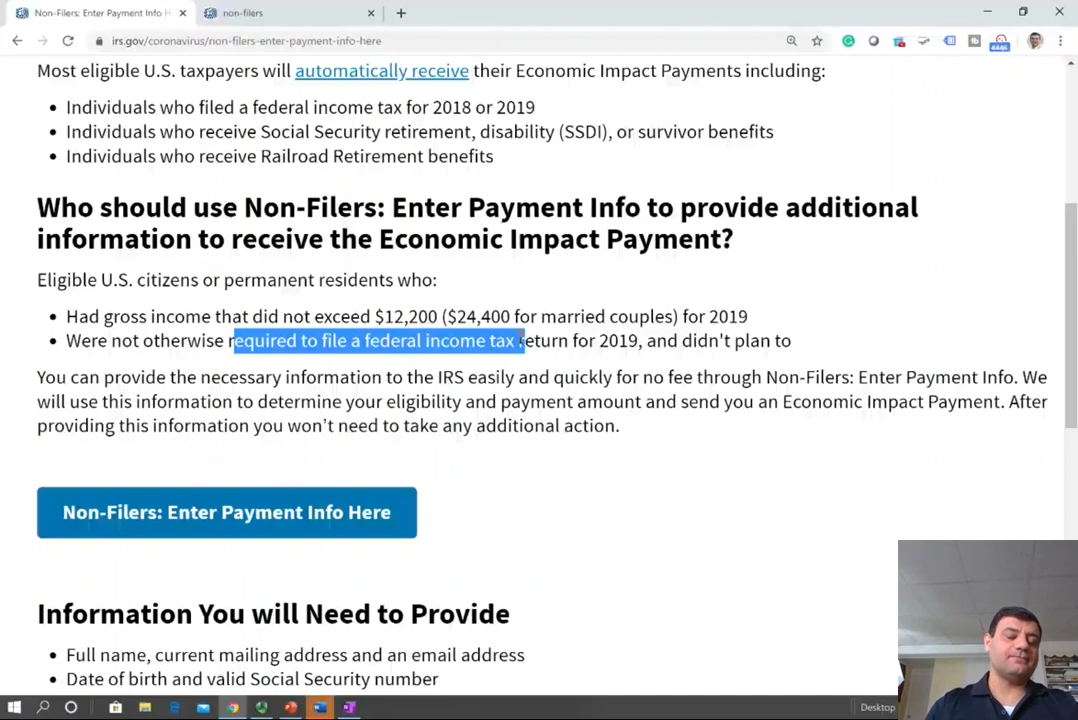 Non-Filers: Enter Payment Info H
non-filers
irs.gov/coronavirus/non-filers-enter-payment-info-here
Most eligible U.S. taxpayers will automatically receive their Economic Impact Payments including:
• Individuals who filed a federal income tax for 2018 or 2019
• Individuals who receive Social Security retirement, disability (SSDI), or survivor benefits
• Individuals who receive Railroad Retirement benefits
Who should use Non-Filers: Enter Payment Info to provide additional
information to receive the Economic Impact Payment?
Eligible U.S. citizens or permanent residents who:
• Had gross income that did not exceed $12,200 ($24,400 for married couples) for 2019
• Were not otherwise required to file a federal income tax return for 2019, and didn't plan to
You can provide the necessary information to the IRS easily and quickly for no fee through Non-Filers: Enter Payment Info. We
will use this information to determine your eligibility and payment amount and send you an Economic Impact Payment. After
providing this information you won't need to take any additional action.
Non-Filers: Enter Payment Info Here
Information You will Need to Provide
• Full name, current mailing address and an email address
• Date of birth and valid Social Security number
Desktop